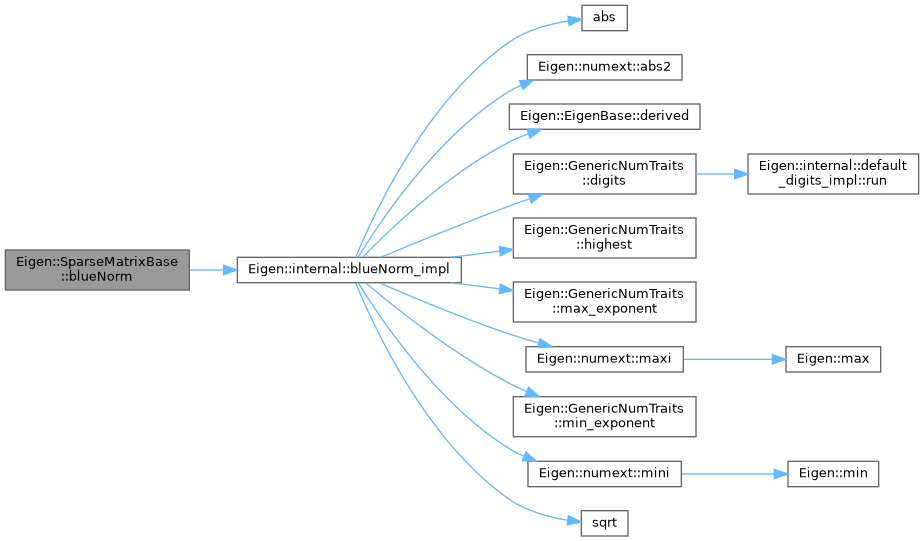 Eigen::SparseMatrixBase
::blueNorm
Eigen::internal::blueNorm_impl
abs
Eigen::numext::abs2
Eigen::EigenBase::derived
Eigen::GenericNumTraits
::digits
Eigen::internal::default
_digits_impl::run
Eigen::GenericNumTraits
::highest
Eigen::GenericNumTraits
::max_exponent
Eigen::numext::maxi
Eigen::max
Eigen::GenericNumTraits
::min_exponent
Eigen::numext::mini
Eigen::min
sqrt